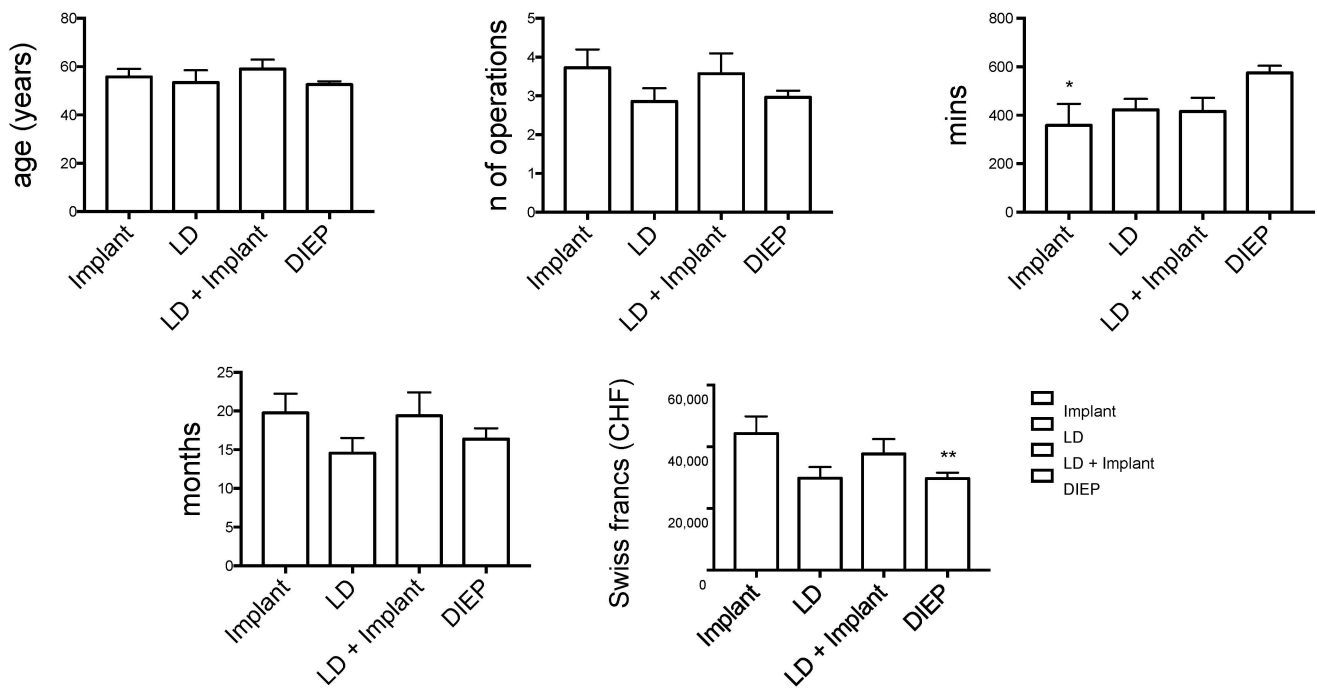 age (years)
80
60
40
20
0
Implant
LD
LD + Implant
DIEP
n of operations
5
4
3
2
1
0
Implant
LD
LD + Implant
DIEP
mins
800
600
400
200
0
*
Implant
LD
LD + Implant
DIEP
months
25
20
15
10
5
0
Implant
LD
LD + Implant
DIEP
Swiss francs (CHF)
60,000
40,000
20,000
0
**
Implant
LD
LD + Implant
DIEP
Implant
LD
LD + Implant
DIEP